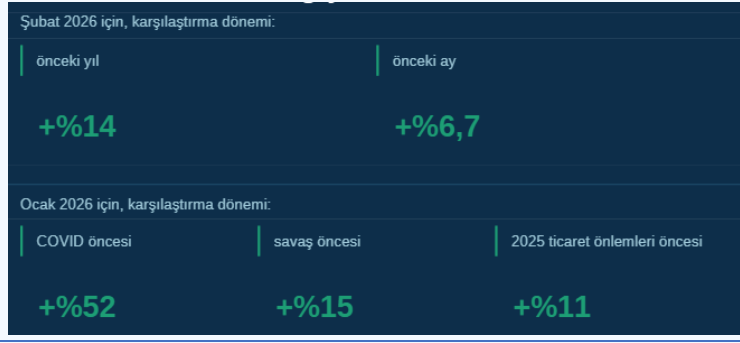 Şubat 2026 için, karşılaştırma dönemi:
önceki yıl
önceki ay
+%14
+%6,7
Ocak 2026 için, karşılaştırma dönemi:
COVID öncesi
savaş öncesi
2025 ticaret önlemleri öncesi
+%52
+%15
+%11